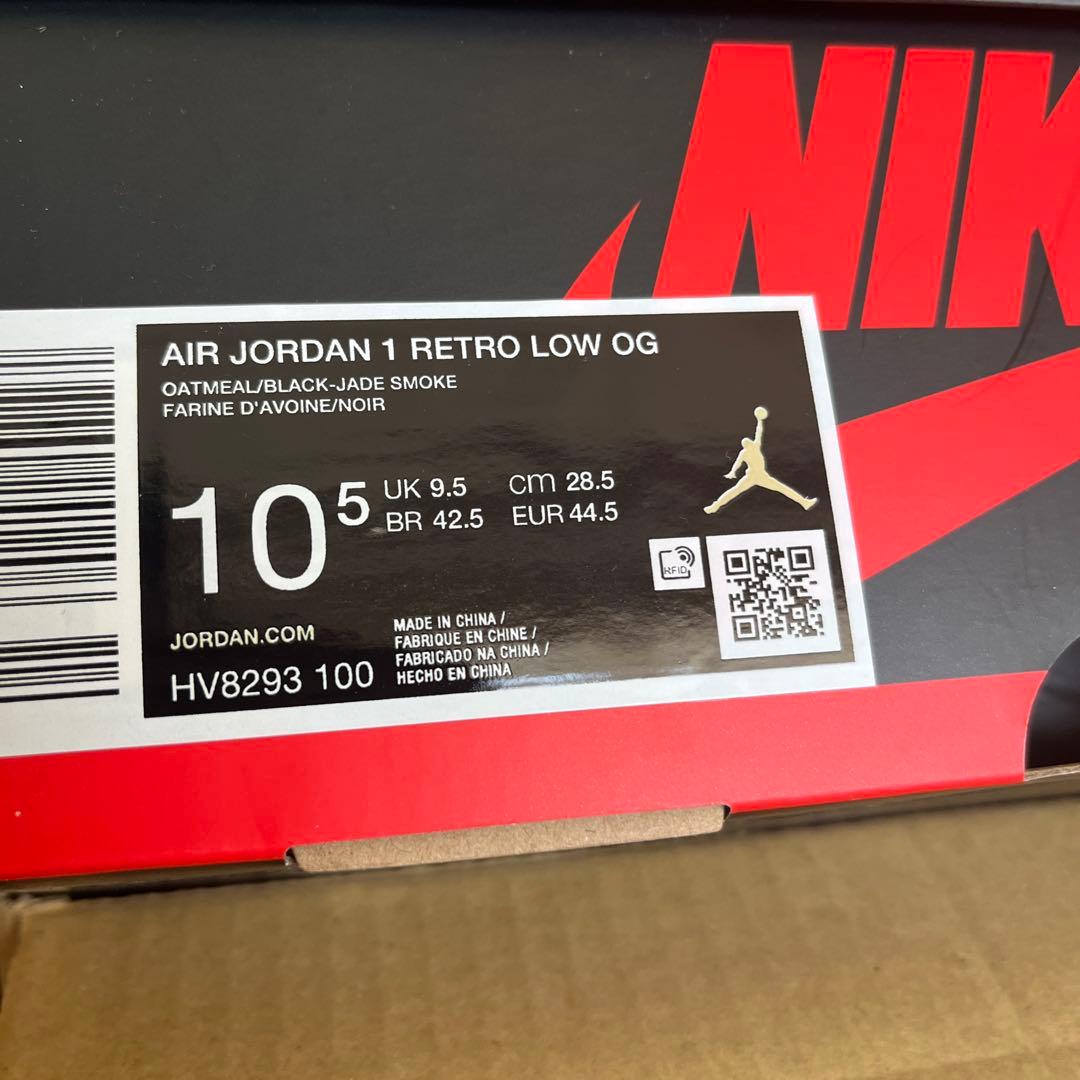 NIK
AIR JORDAN 1 RETRO LOW OG
OATMEAL/BLACK-JADE SMOKE
FARINE D'AVOINE/NOIR
10 5
UK 9.5 cm 28.5
BR 42.5 EUR 44.5
RFID
JORDAN.COM
HV8293 100
MADE IN CHINA /
FABRIQUE EN CHINE /
FABRICADO NA CHINA /
HECHO EN CHINA